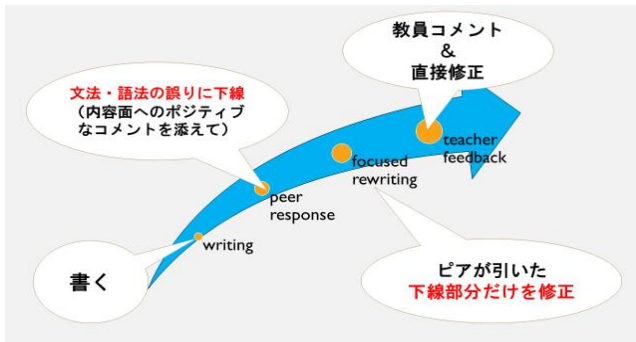 教員コメント
&
直接修正
文法・語法の誤りに下線
（内容面へのポジティブ
なコメントを添えて）
teacher
feedback
focused
rewriting
peer
response
writing
書く
ピアが引いた
下線部分だけを修正